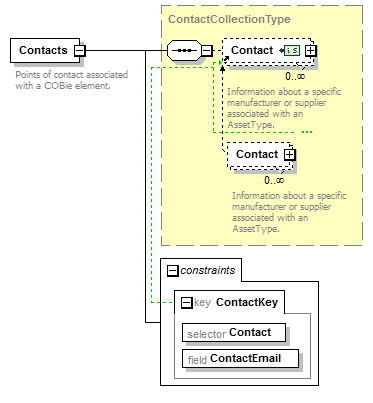 ContactCollectionType
Contacts
Points of contact associated
with a COBie element.
Contact
i:s
0..∞
Information about a specific
manufacturer or supplier
associated with an
AssetType.
Contact
0..∞
Information about a specific
manufacturer or supplier
associated with an
AssetType.
constraints
key ContactKey
selector Contact
field ContactEmail